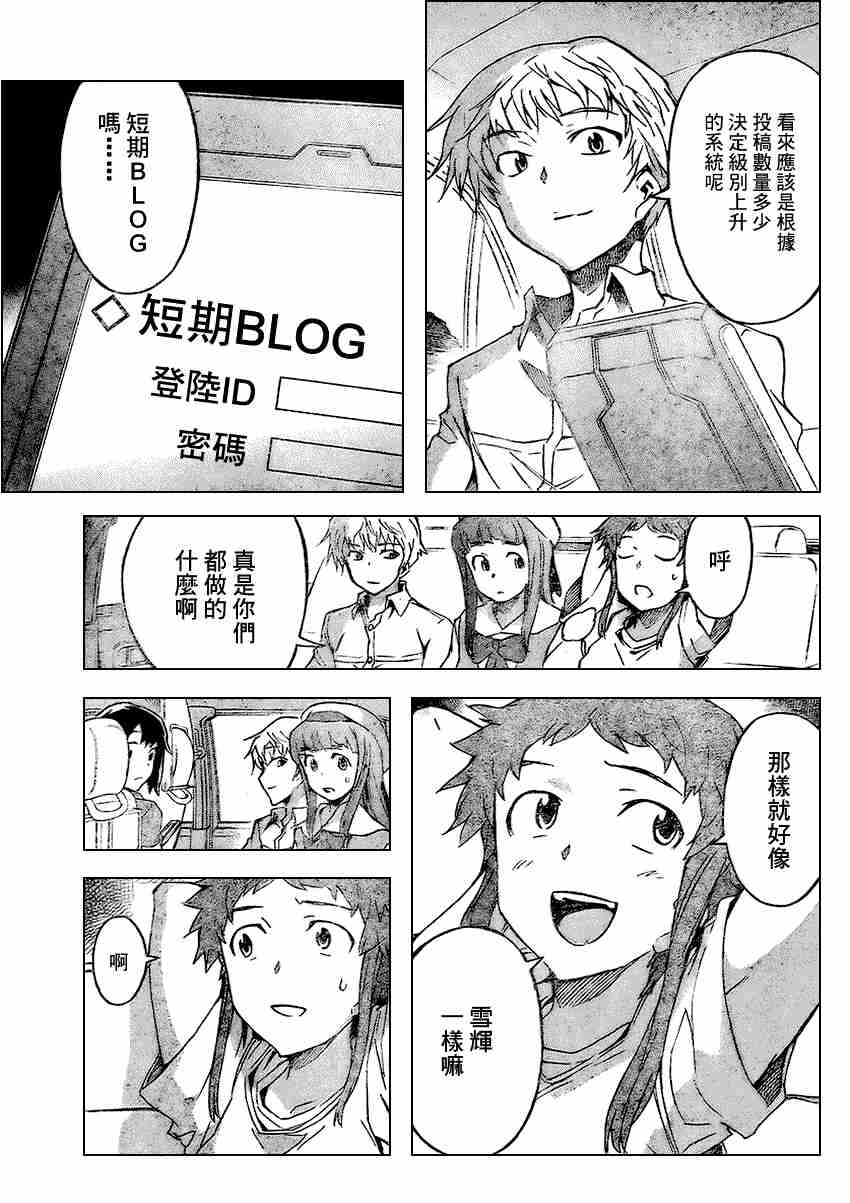 看來應該是根據
投稿數量多少
決定級別上升
的系統呢
短期BLOG
嗎……
◇短期BLOG
登陸ID
密碼
呼
真是你們
都做的
什麼啊
那樣就好像
雪輝
一樣嘛
啊